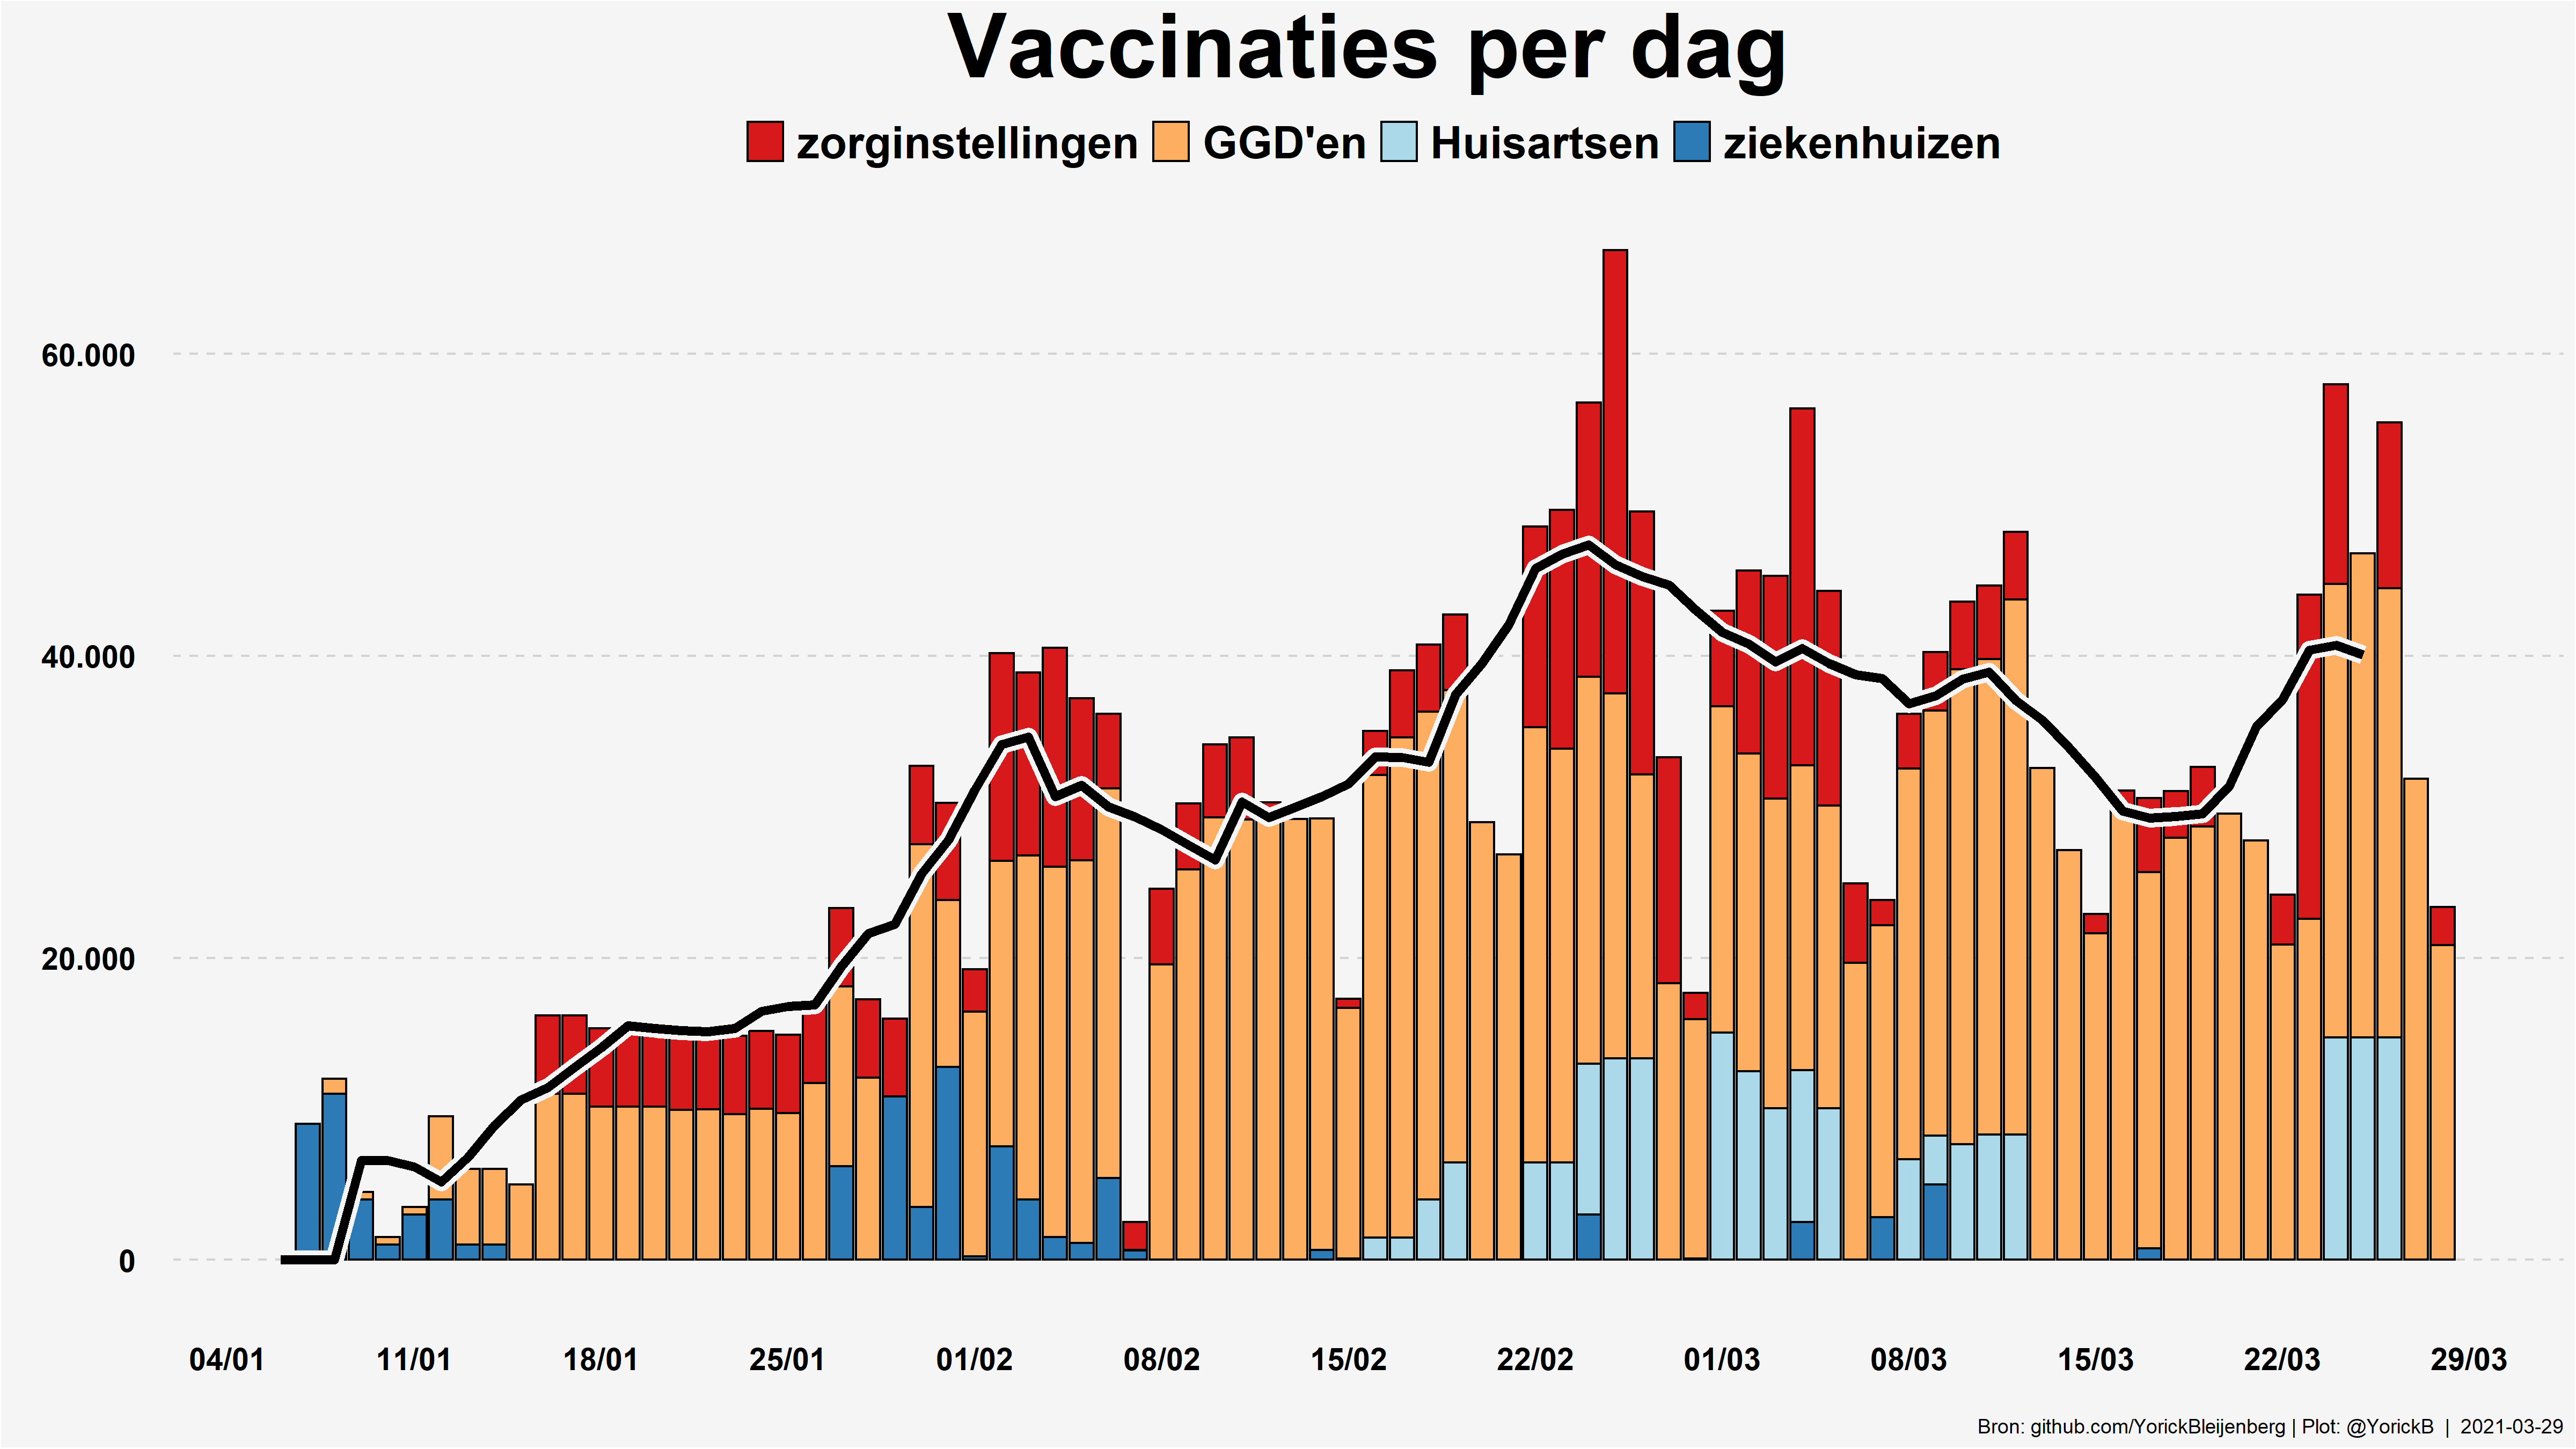 Vaccinaties per dag
zorginstellingen GGD'en Huisartsen ziekenhuizen
60.000
40.000
20.000
0
04/01 11/01 18/01 25/01 01/02 08/02 15/02 22/02 01/03 08/03 15/03 22/03 29/03
Bron: github.com/YorickBleijenberg | Plot: @YorickB | 2021-03-29